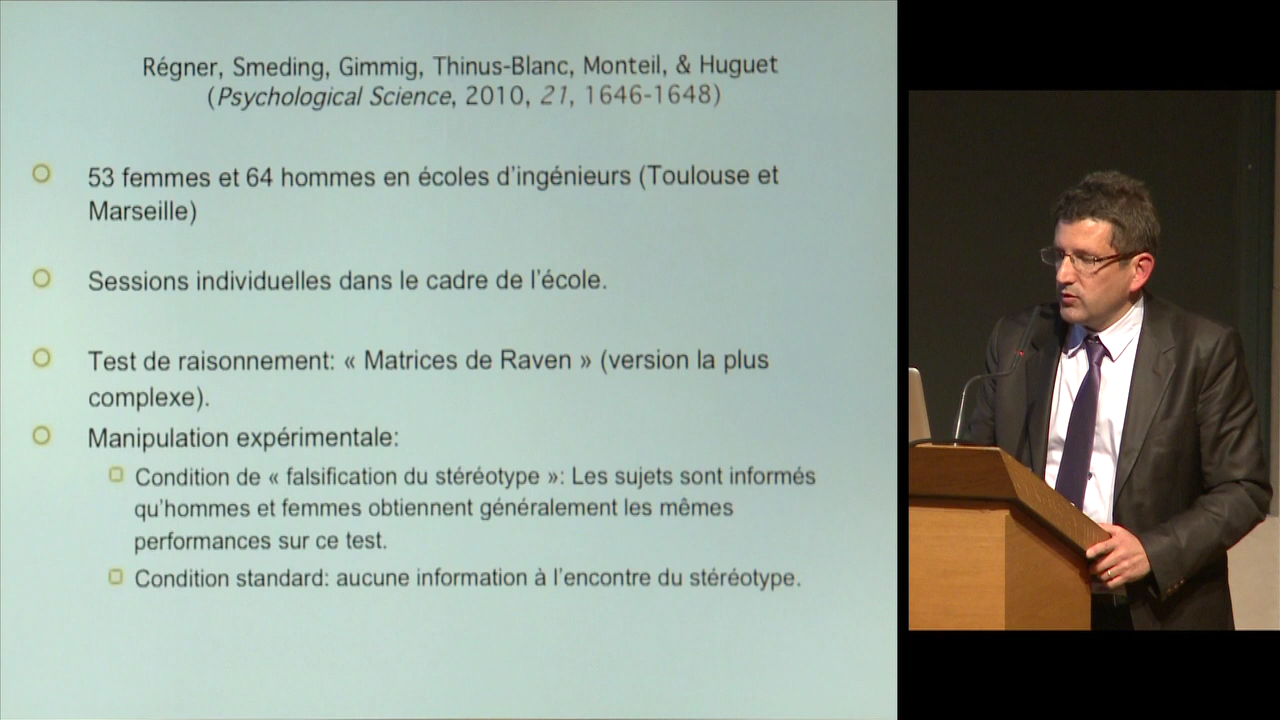 Régner, Smeding, Gimmig, Thinus-Blanc, Monteil, & Huguet
(Psychological Science, 2010, 21, 1646-1648)
53 femmes et 64 hommes en écoles d'ingénieurs (Toulouse et
Marseille)
Sessions individuelles dans le cadre de l'école.
Test de raisonnement: « Matrices de Raven » (version la plus
complexe).
Manipulation expérimentale:
Condition de « falsification du stéréotype »: Les sujets sont informés
qu'hommes et femmes obtiennent généralement les mêmes
performances sur ce test.
Condition standard: aucune information à l'encontre du stéréotype.